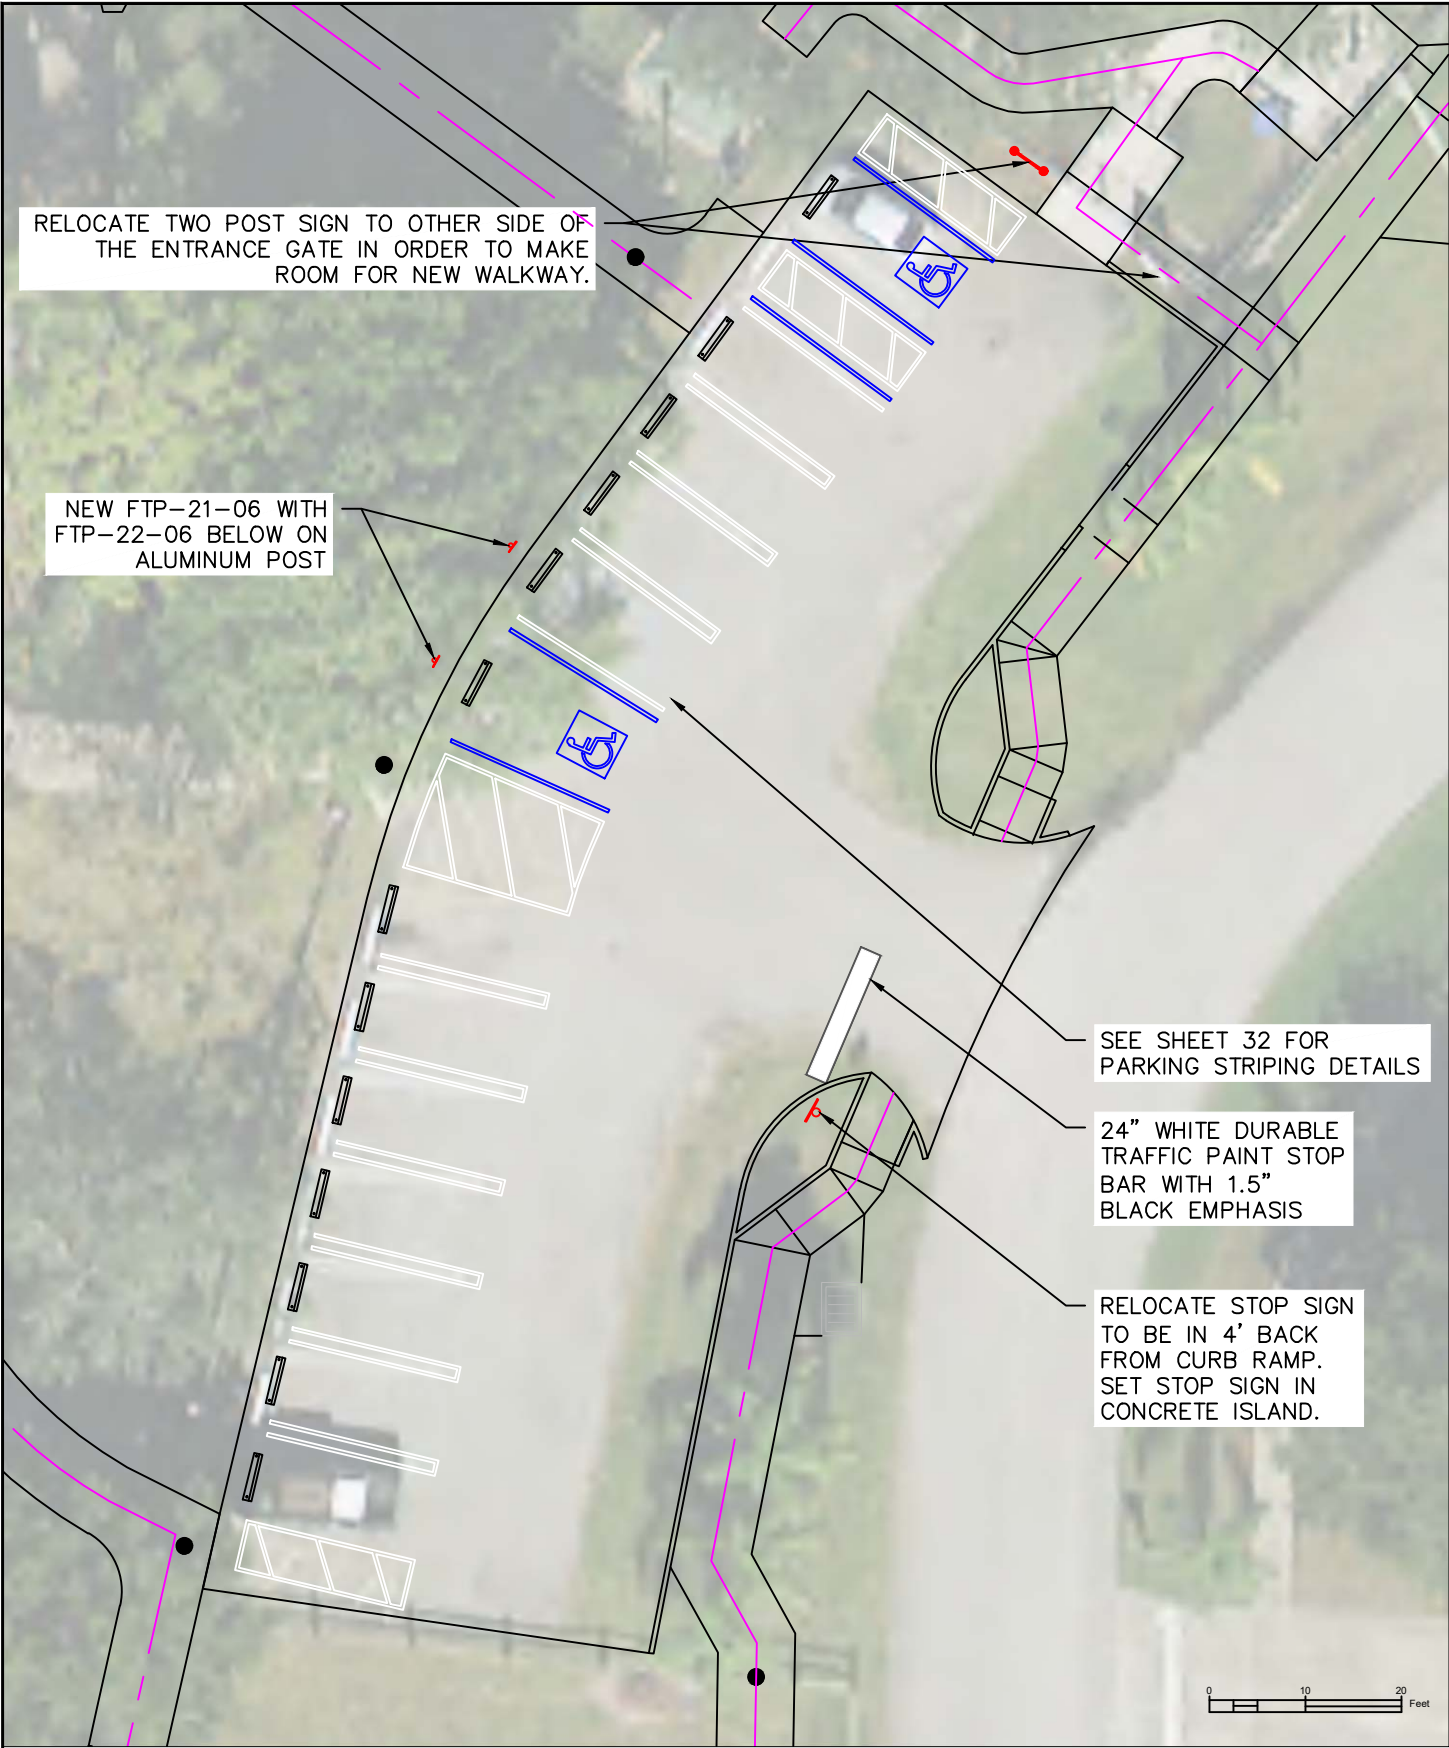 RELOCATE TWO POST SIGN TO OTHER SIDE OF
THE ENTRANCE GATE IN ORDER TO MAKE
ROOM FOR NEW WALKWAY.
NEW FTP-21-06 WITH
FTP-22-06 BELOW ON
ALUMINUM POST
SEE SHEET 32 FOR
PARKING STRIPING DETAILS
24" WHITE DURABLE
TRAFFIC PAINT STOP
BAR WITH 1.5"
BLACK EMPHASIS
RELOCATE STOP SIGN
TO BE IN 4' BACK
FROM CURB RAMP.
SET STOP SIGN IN
CONCRETE ISLAND.
0 10 20
Feet